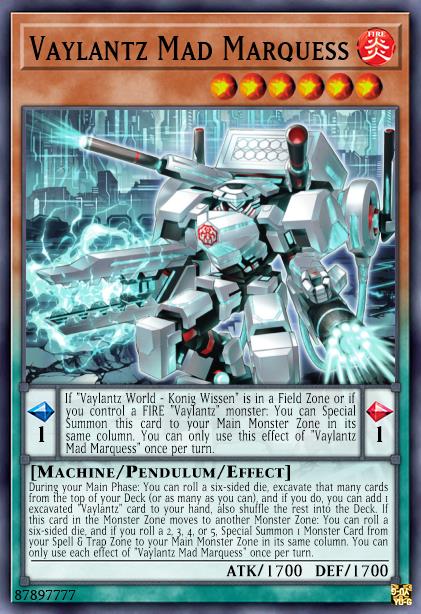 VAYLANTZ MAD MARQUESS
FIRE
炎
If "Vaylantz World - Konig Wissen" is in a Field Zone or if
you control a FIRE "Vaylantz" monster: You can Special
Summon this card to your Main Monster Zone in its
same column. You can only use this effect of "Vaylantz
Mad Marquess" once per turn.
1
1
[MACHINE/PENDULUM/EFFECT]
During your Main Phase: You can roll a six-sided die, excavate that many cards
from the top of your Deck (or as many as you can), and if you do, you can add 1
excavated "Vaylantz" card to your hand, also shuffle the rest into the Deck. If
this card in the Monster Zone moves to another Monster Zone: You can roll a
six-sided die, and if you roll a 2, 3, 4, or 5, Special Summon 1 Monster Card from
your Spell & Trap Zone to your Main Monster Zone in its same column. You can
only use each effect of "Vaylantz Mad Marquess" once per turn.
ATK/1700 DEF/1700
87897777